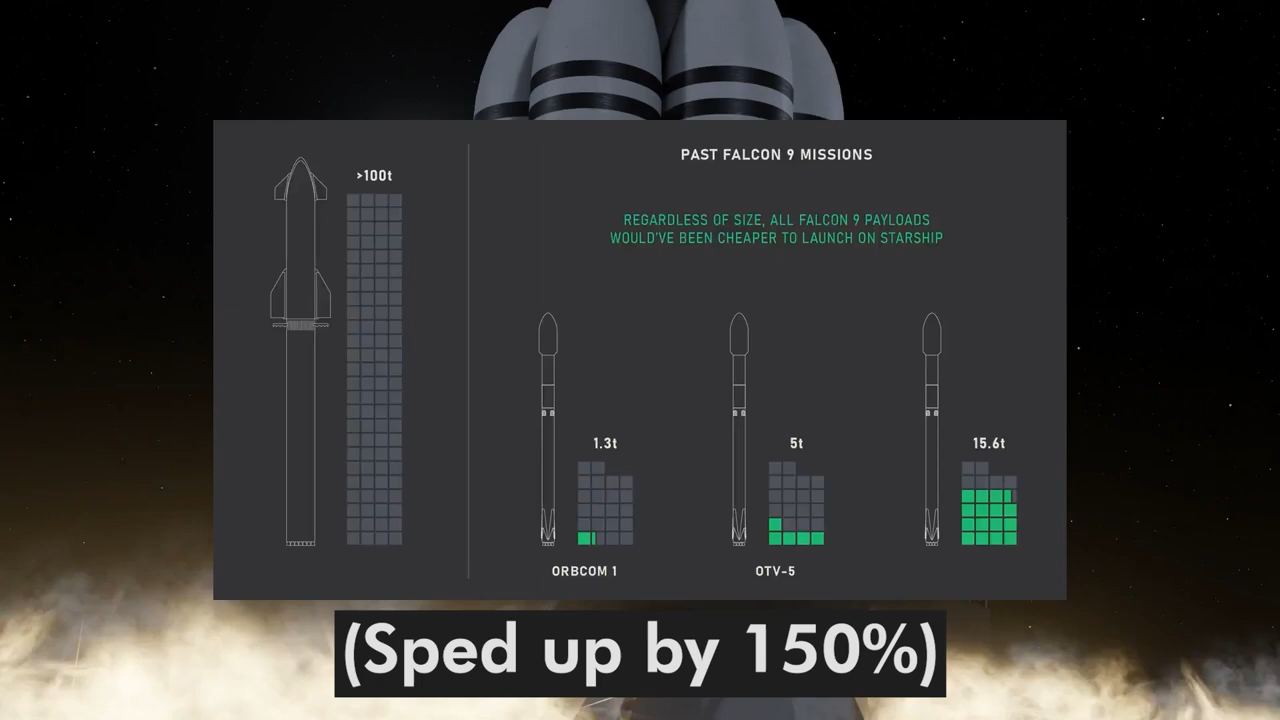 >100t
PAST FALCON 9 MISSIONS
REGARDLESS OF SIZE, ALL FALCON 9 PAYLOADS
WOULD'VE BEEN CHEAPER TO LAUNCH ON STARSHIP
1.3t
5t
15.6t
ORBCOM 1
OTV-5
(Sped up by 150%)